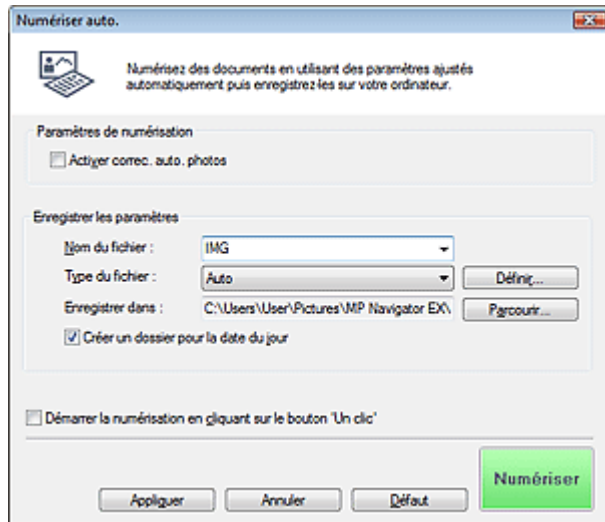 Numériser auto.
Numérisez des documents en utilisant des paramètres ajustés
automatiquement puis enregistrez-les sur votre ordinateur.
Paramètres de numérisation
Activer correc. auto. photos
Enregistrer les paramètres
Nom du fichier : IMG
Type du fichier : Auto Définir...
Enregistrer dans : C:\Users\User\Pictures\MP Navigator EX\ Parcourir...
Créer un dossier pour la date du jour
Démarrer la numérisation en cliquant sur le bouton 'Un clic'
Appliquer Annuler Défaut Numériser